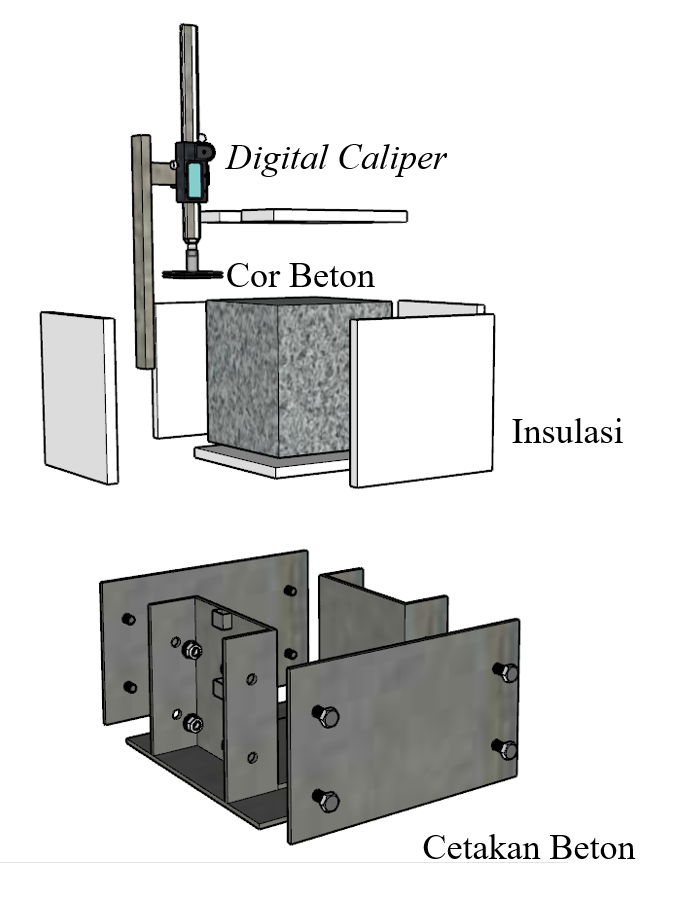 Digital Caliper
Cor Beton
Insulasi
Cetakan Beton